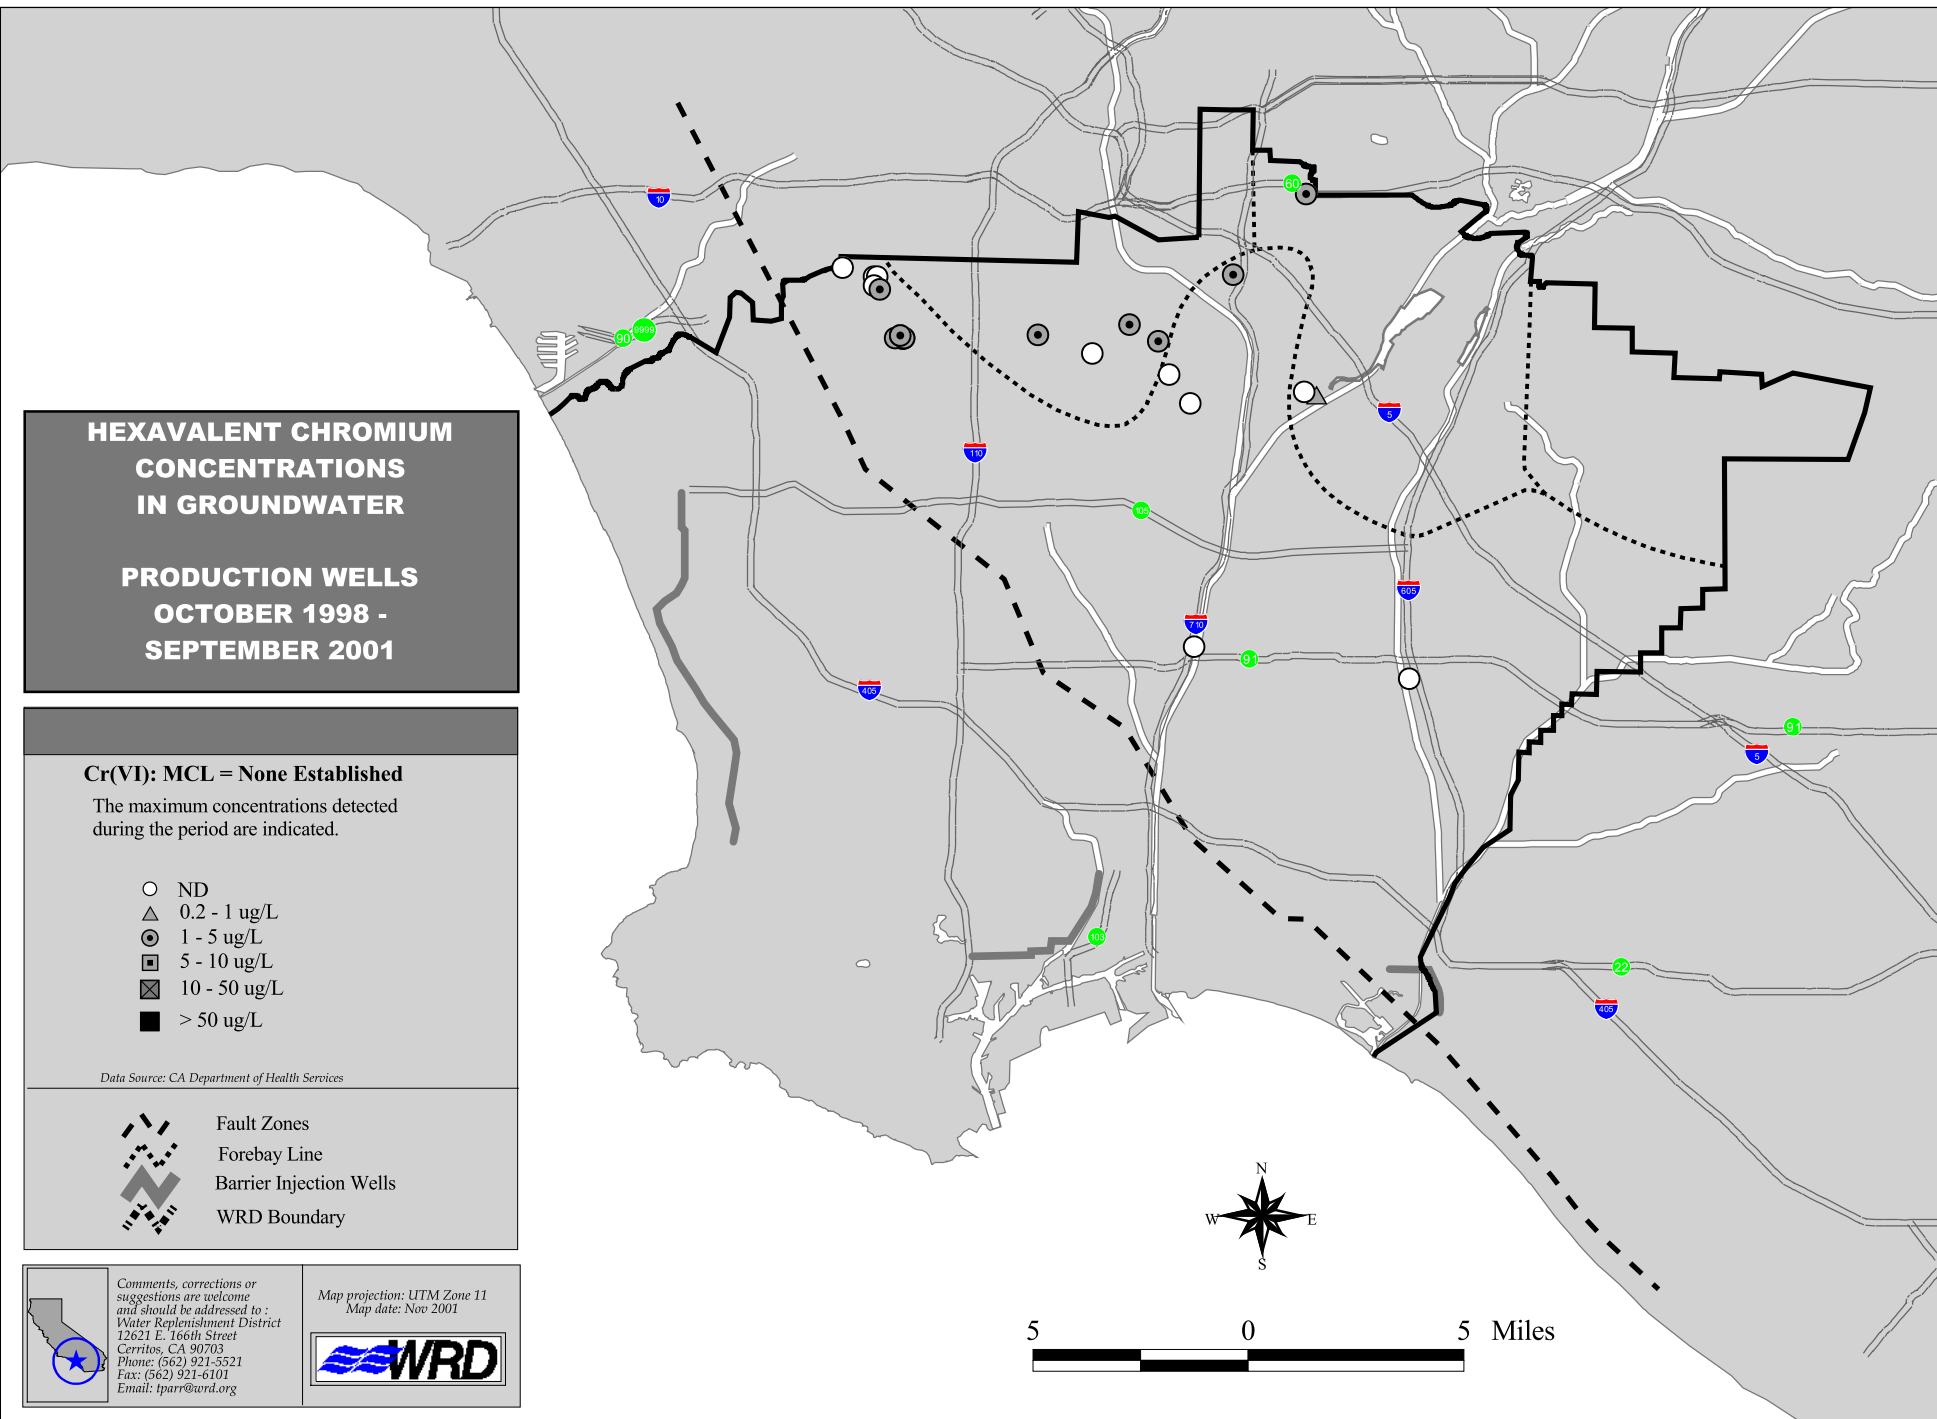 HEXAVALENT CHROMIUM
CONCENTRATIONS
IN GROUNDWATER
PRODUCTION WELLS
OCTOBER 1998 -
SEPTEMBER 2001
Cr(VI): MCL = None Established
The maximum concentrations detected
during the period are indicated.
ND
0.2 - 1 ug/L
1 - 5 ug/L
5 - 10 ug/L
10 - 50 ug/L
> 50 ug/L
Data Source: CA Department of Health Services
Fault Zones
Forebay Line
Barrier Injection Wells
WRD Boundary
Comments, corrections or
suggestions are welcome
and should be addressed to :
Water Replenishment District
12621 E. 166th Street
Cerritos, CA 90703
Phone: (562) 921-5521
Fax: (562) 921-6101
Email: tparr@wrd.org
Map projection: UTM Zone 11
Map date: Nov 2001
WRD
10
60
90
9999
5
110
105
605
710
91
405
91
5
103
22
405
N
W E
S
5 0 5 Miles